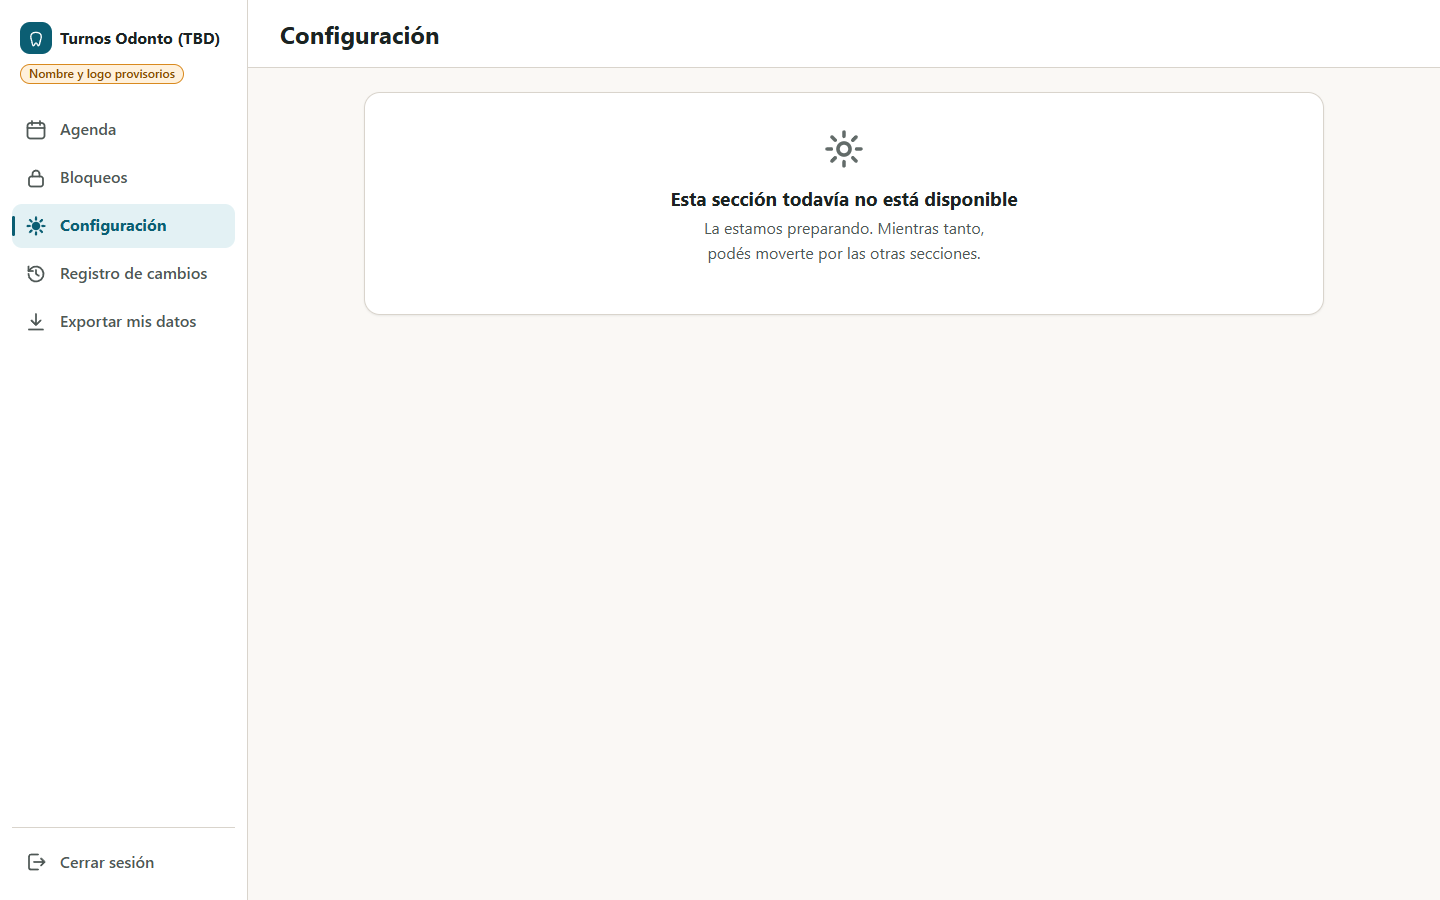 Turnos Odonto (TBD)
Nombre y logo provisorios
Agenda
Bloqueos
Configuración
Registro de cambios
Exportar mis datos
Cerrar sesión
Configuración
Esta sección todavía no está disponible
La estamos preparando. Mientras tanto,
podés moverte por las otras secciones.